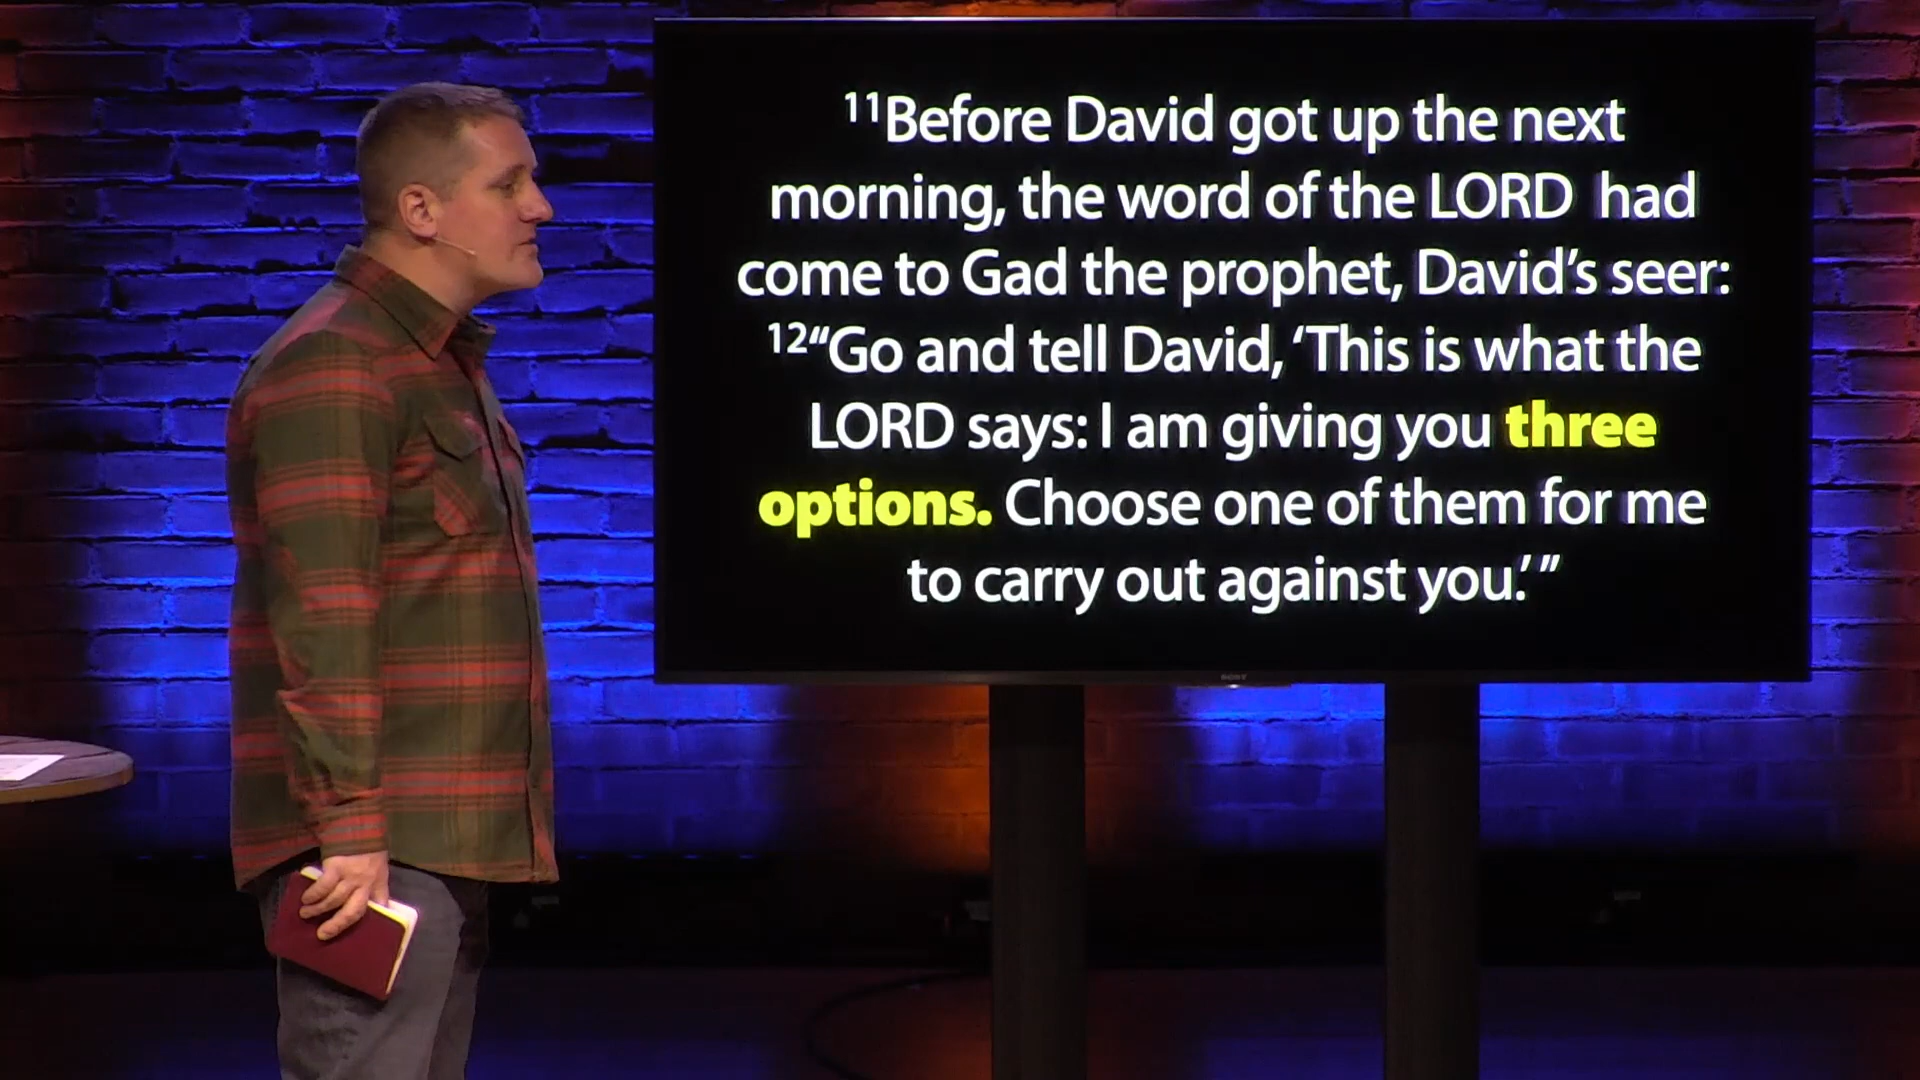 ¹¹Before David got up the next
morning, the word of the LORD had
come to Gad the prophet, David’s seer:
¹²“Go and tell David, ‘This is what the
LORD says: I am giving you three
options. Choose one of them for me
to carry out against you.’ ”
SONY